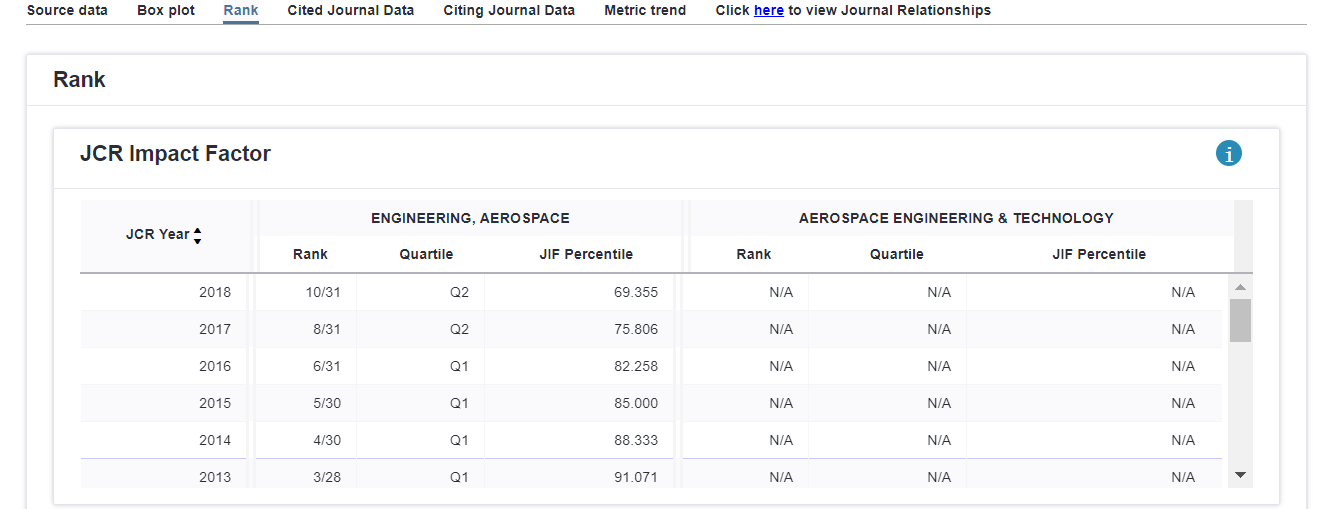 Source data Box plot Rank Cited Journal Data Citing Journal Data Metric trend Click here to view Journal Relationships
Rank
JCR Impact Factor
i
JCR Year ENGINEERING, AEROSPACE AEROSPACE ENGINEERING & TECHNOLOGY
Rank Quartile JIF Percentile Rank Quartile JIF Percentile
2018 10/31 Q2 69.355 N/A N/A N/A
2017 8/31 Q2 75.806 N/A N/A N/A
2016 6/31 Q1 82.258 N/A N/A N/A
2015 5/30 Q1 85.000 N/A N/A N/A
2014 4/30 Q1 88.333 N/A N/A N/A
2013 3/28 Q1 91.071 N/A N/A N/A